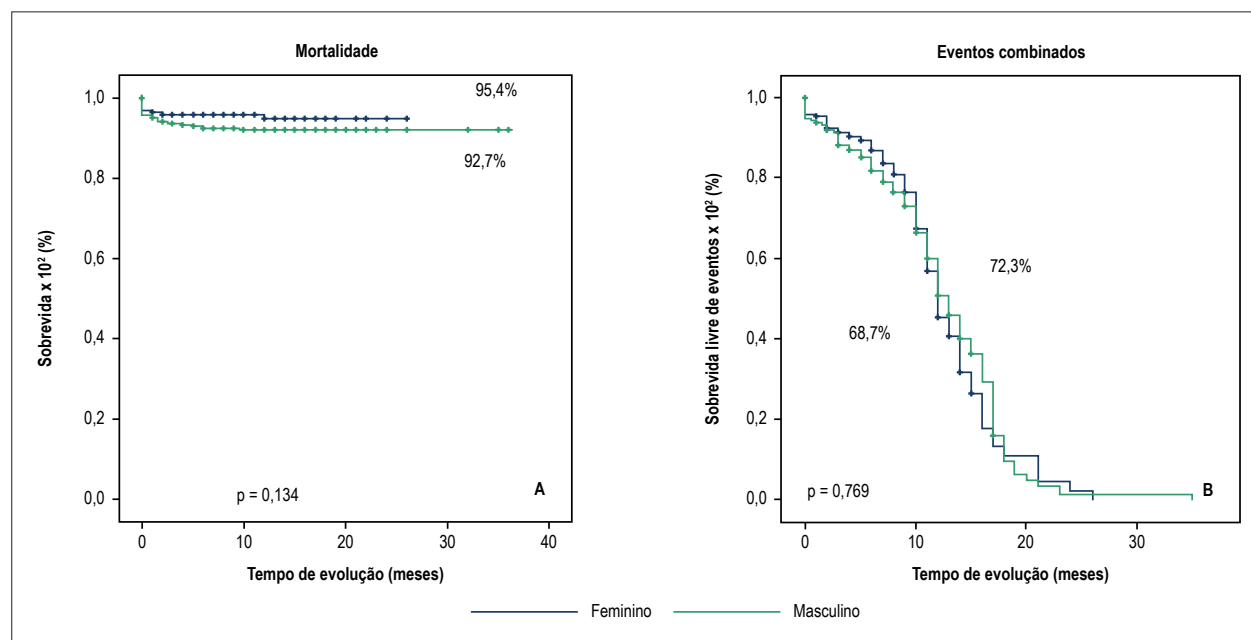 Mortalidade
Sobrevida x 10² (%)
1,0
0,8
0,6
0,4
0,2
0,0
95,4%
92,7%
p = 0,134
A
0
10
20
30
40
Tempo de evolução (meses)
Eventos combinados
Sobrevida livre de eventos x 10² (%)
1,0
0,8
0,6
0,4
0,2
0,0
72,3%
68,7%
p = 0,769
B
0
10
20
30
Tempo de evolução (meses)
Feminino
Masculino